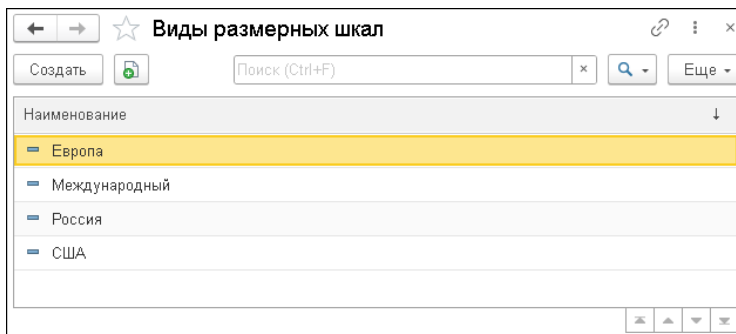 Виды размерных шкал
Создать Поиск (Ctrl+F) × Еще
Наименование ↓
Европа
Международный
Россия
США